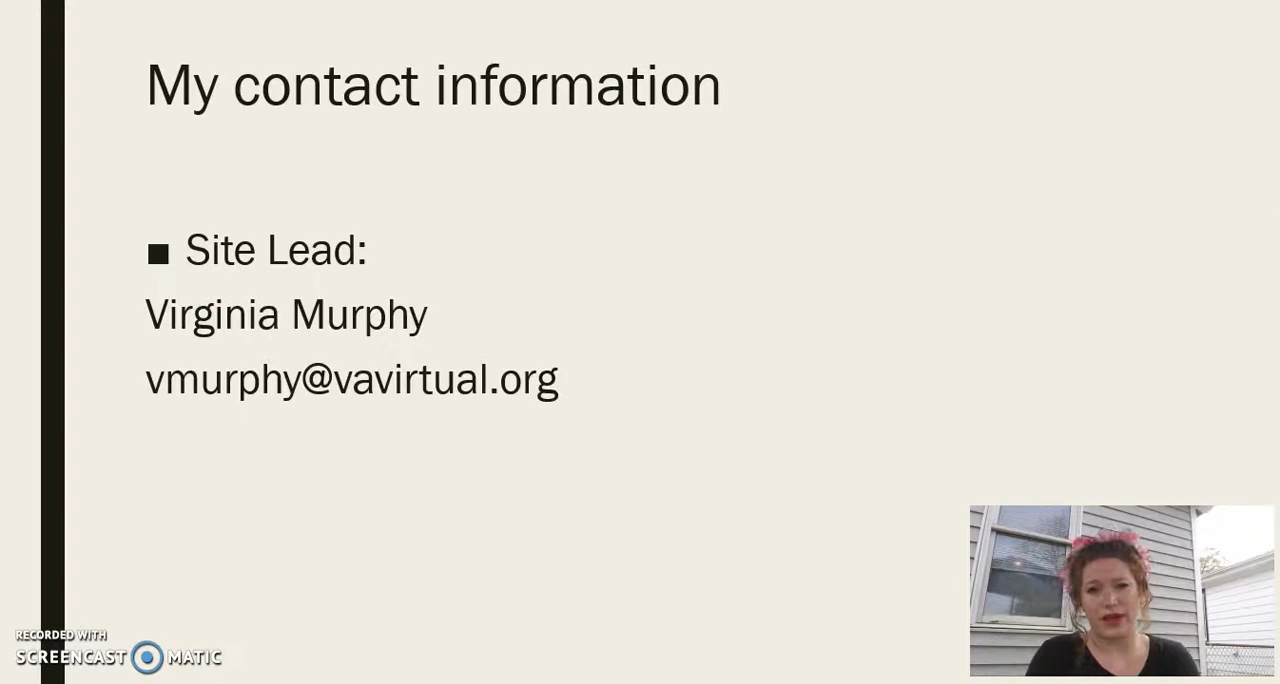 My contact information
■ Site Lead:
Virginia Murphy
vmurphy@vavirtual.org
RECORDED WITH
SCREENCAST MATIC